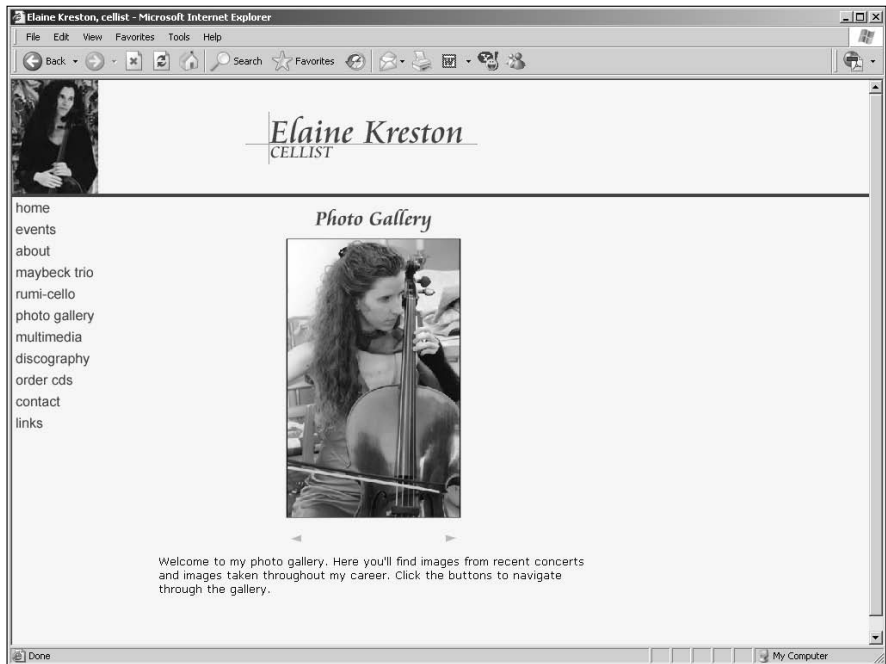 Elaine Kreston, cellist - Microsoft Internet Explorer
File Edit View Favorites Tools Help
Back Search Favorites
Elaine Kreston
CELLIST
home
events
about
maybeck trio
rumi-cello
photo gallery
multimedia
discography
order cds
contact
links
Photo Gallery
Welcome to my photo gallery. Here you'll find images from recent concerts
and images taken throughout my career. Click the buttons to navigate
through the gallery.
Done My Computer